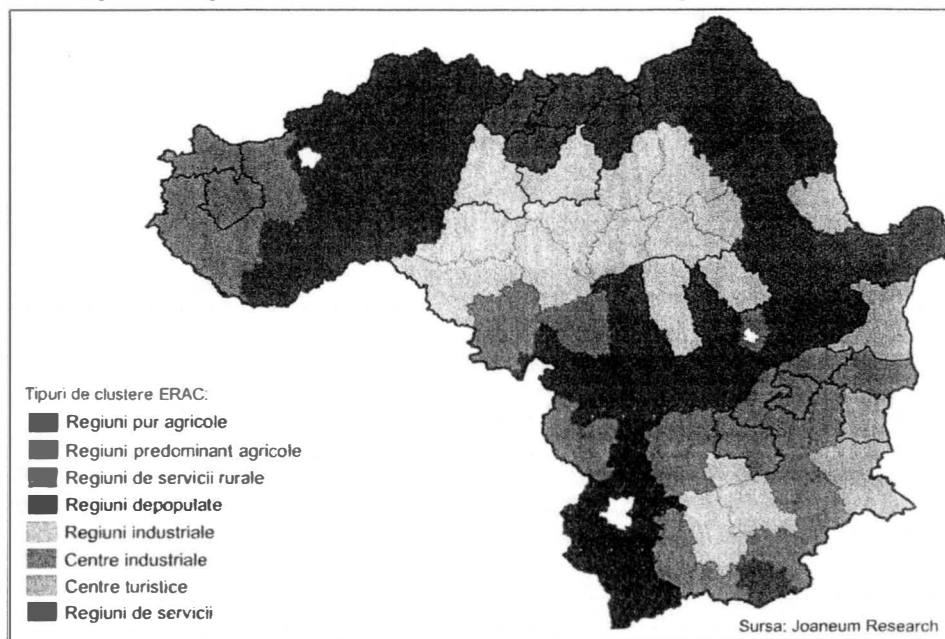 Tipuri de clustere ERAC:
Regiuni pur agricole
Regiuni predominant agricole
Regiuni de servicii rurale
Regiuni depopulate
Regiuni industriale
Centre industriale
Centre turistice
Regiuni de servicii
Sursa: Joaneum Research